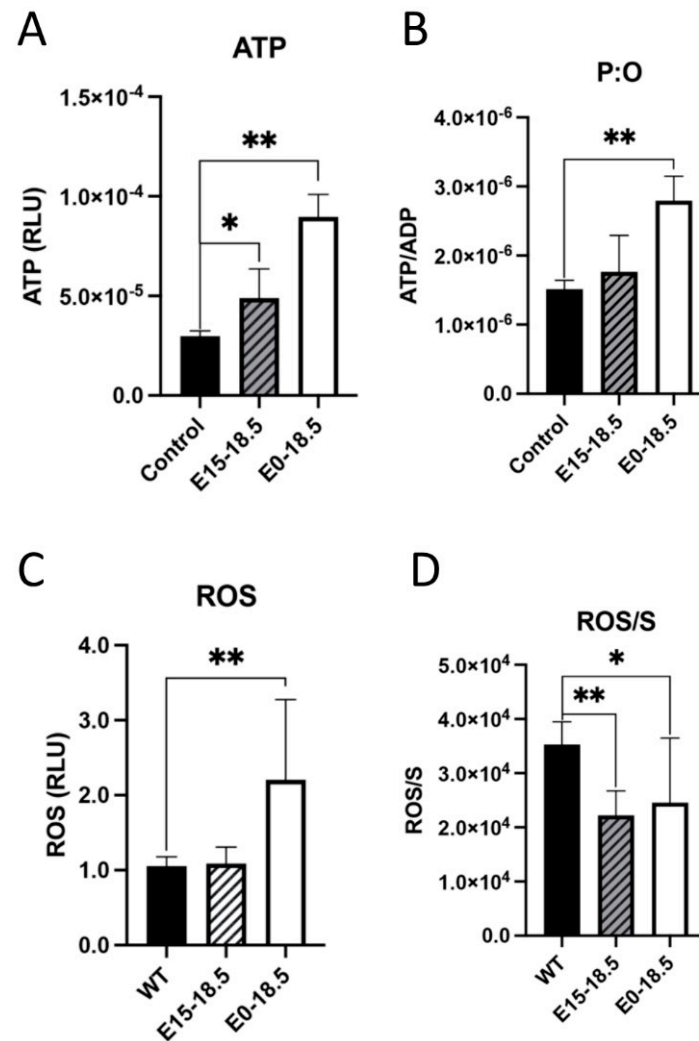 A
ATP
ATP (RLU)
1.5×10⁻⁴
1.0×10⁻⁴
5.0×10⁻⁵
0.0
**
*
Control
E15-18.5
E0-18.5
B
P:O
ATP/ADP
4.0×10⁻⁶
3.0×10⁻⁶
2.0×10⁻⁶
1.0×10⁻⁶
0.0
**
Control
E15-18.5
E0-18.5
C
ROS
ROS (RLU)
4.0
3.0
2.0
1.0
0.0
**
WT
E15-18.5
E0-18.5
D
ROS/S
ROS/S
5.0×10⁴
4.0×10⁴
3.0×10⁴
2.0×10⁴
1.0×10⁴
0.0
*
**
WT
E15-18.5
E0-18.5